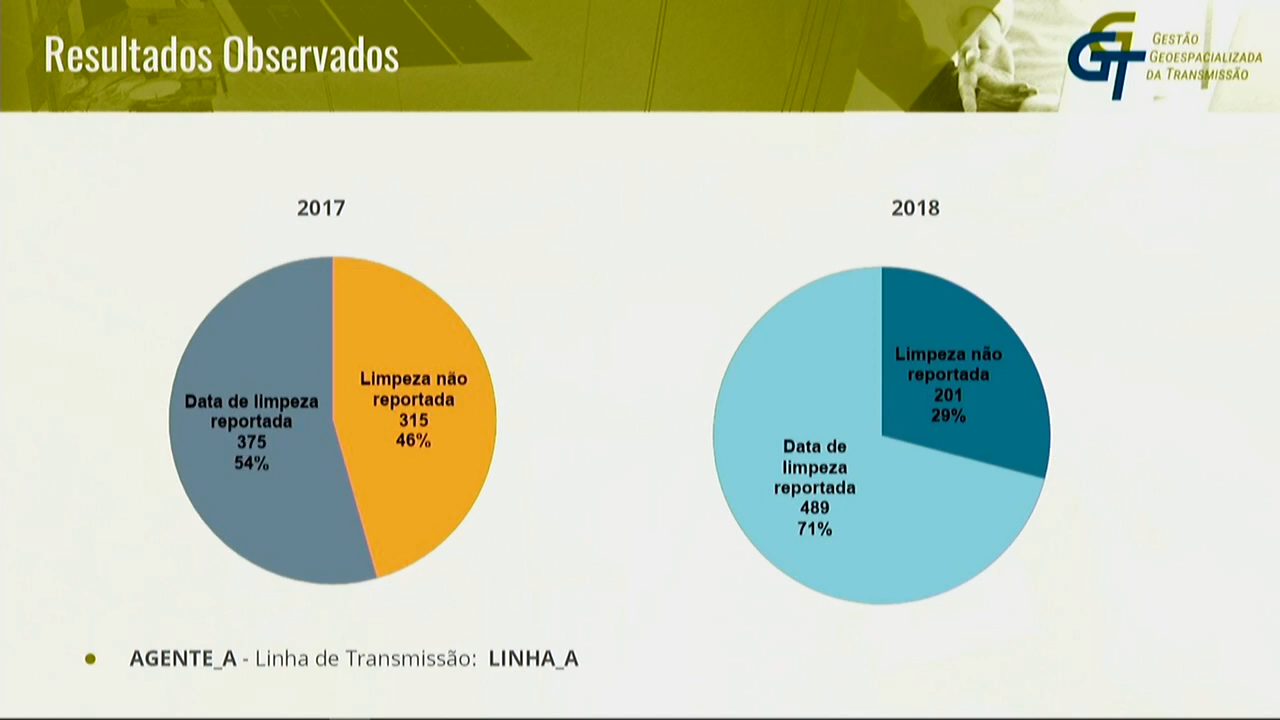 Resultados Observados
GESTÃO
GEOESPACIALIZADA
DA TRANSMISSÃO
2017
2018
Data de limpeza
reportada
375
54%
Limpeza não
reportada
315
46%
Limpeza não
reportada
201
29%
Data de
limpeza
reportada
489
71%
AGENTE_A - Linha de Transmissão: LINHA_A